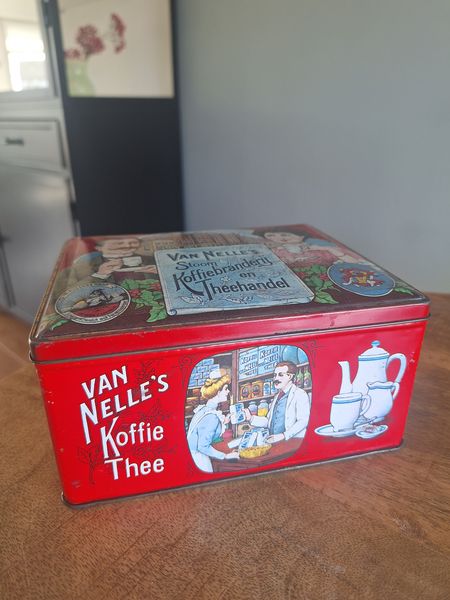 VAN NELLE'S
Stoom
Koffiebranderij
en
Theehandel
VAN
NELLE'S
Koffie
Thee